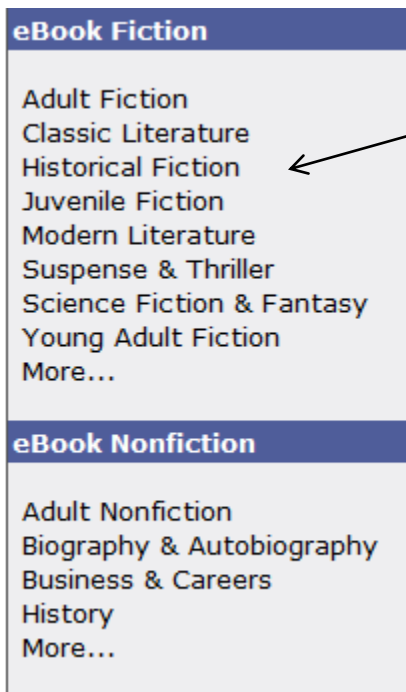 eBook Fiction
Adult Fiction
Classic Literature
Historical Fiction
Juvenile Fiction
Modern Literature
Suspense & Thriller
Science Fiction & Fantasy
Young Adult Fiction
More...
eBook Nonfiction
Adult Nonfiction
Biography & Autobiography
Business & Careers
History
More...